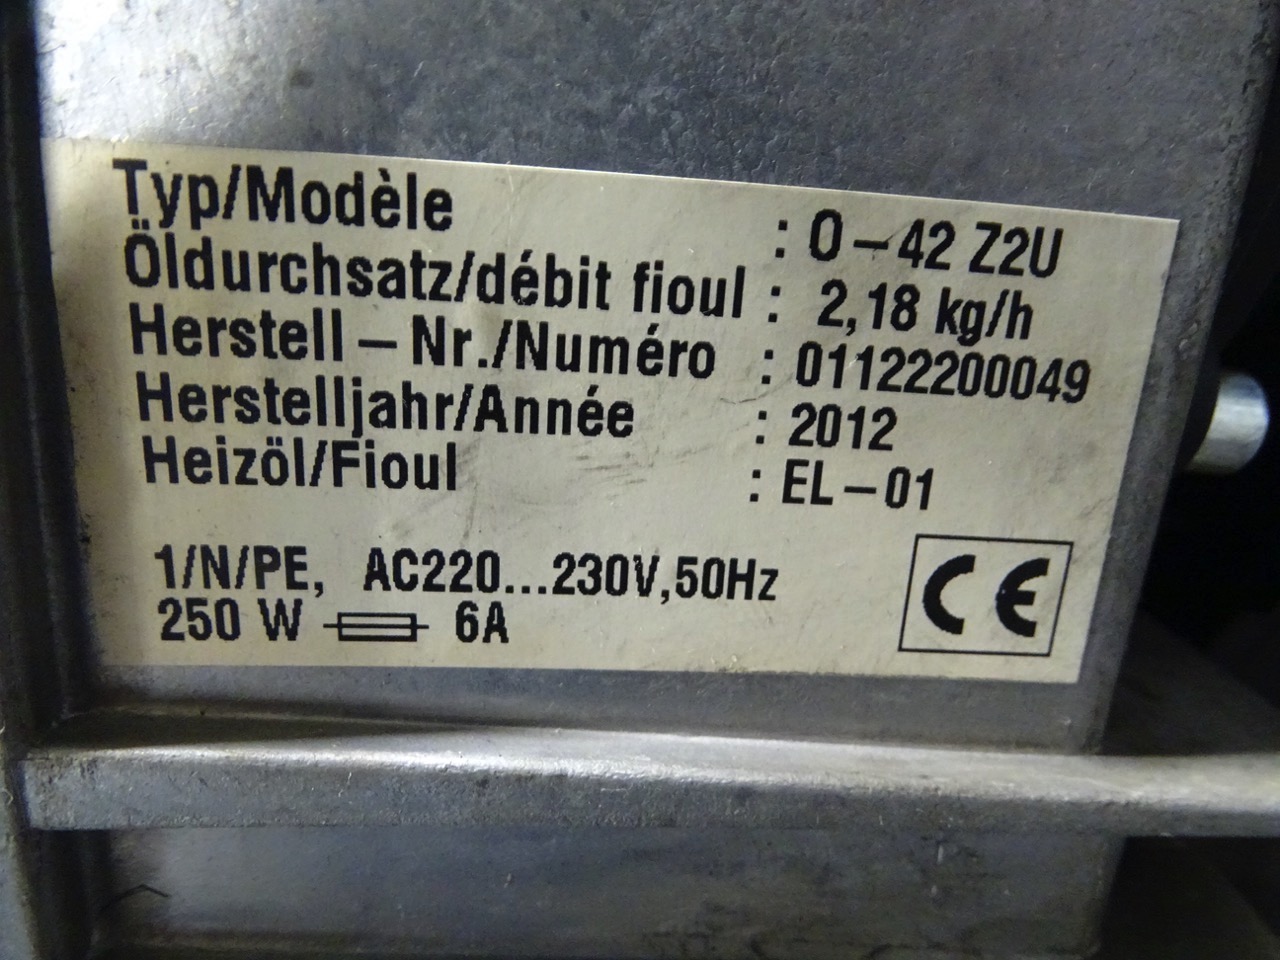 Typ/Modèle : O-42 Z2U
Öldurchsatz/débit fioul : 2,18 kg/h
Herstell-Nr./Numéro : 01122200049
Herstelljahr/Année : 2012
Heizöl/Fioul : EL-01
1/N/PE, AC220...230V,50Hz
250 W 6A
CE